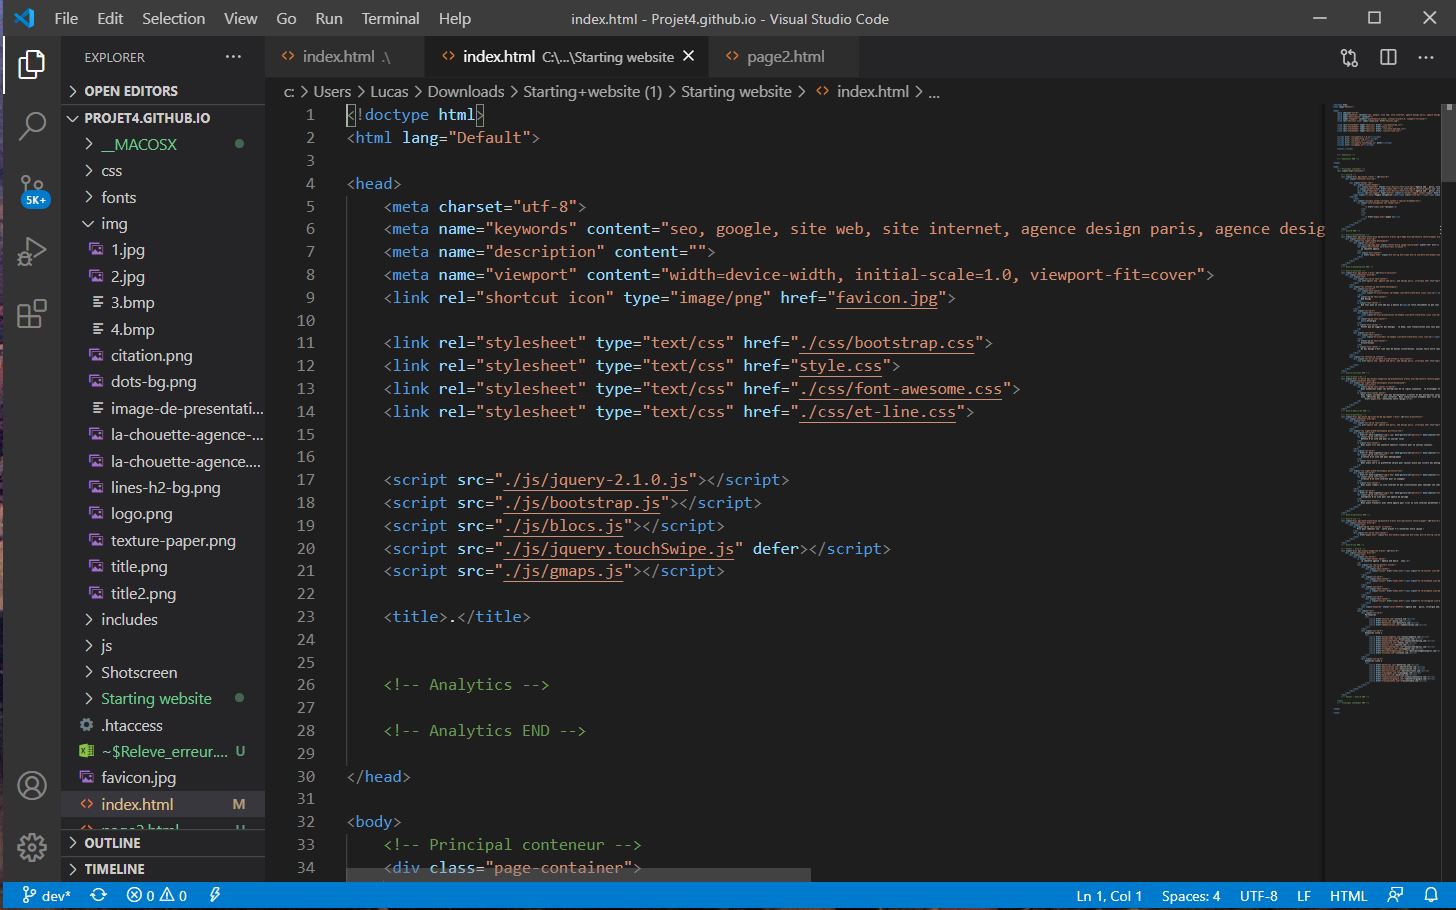 File Edit Selection View Go Run Terminal Help
index.html - Projet4.github.io - Visual Studio Code
EXPLORER
OPEN EDITORS
PROJET4.GITHUB.IO
__MACOSX
css
fonts
img
1.jpg
2.jpg
3.bmp
4.bmp
citation.png
dots-bg.png
image-de-presentati...
la-chouette-agence-...
la-chouette-agence....
lines-h2-bg.png
logo.png
texture-paper.png
title.png
title2.png
includes
js
Shotscreen
Starting website
.htaccess
~$Releve_erreur.... U
favicon.jpg
index.html M
page2.html U
OUTLINE
TIMELINE
5K+
index.html .\
index.html C:\...\Starting website
page2.html
c: > Users > Lucas > Downloads > Starting+website (1) > Starting website > index.html > ...
1 <!doctype html>
2 <html lang="Default">
3
4 <head>
5 <meta charset="utf-8">
6 <meta name="keywords" content="seo, google, site web, site internet, agence design paris, agence desig
7 <meta name="description" content="">
8 <meta name="viewport" content="width=device-width, initial-scale=1.0, viewport-fit=cover">
9 <link rel="shortcut icon" type="image/png" href="favicon.jpg">
10
11 <link rel="stylesheet" type="text/css" href="./css/bootstrap.css">
12 <link rel="stylesheet" type="text/css" href="style.css">
13 <link rel="stylesheet" type="text/css" href="./css/font-awesome.css">
14 <link rel="stylesheet" type="text/css" href="./css/et-line.css">
15
16
17 <script src="./js/jquery-2.1.0.js"></script>
18 <script src="./js/bootstrap.js"></script>
19 <script src="./js/blocs.js"></script>
20 <script src="./js/jquery.touchSwipe.js" defer></script>
21 <script src="./js/gmaps.js"></script>
22
23 <title>.</title>
24
25
26 <!-- Analytics -->
27
28 <!-- Analytics END -->
29
30 </head>
31
32 <body>
33 <!-- Principal conteneur -->
34 <div class="page-container">
dev* 0 0
Ln 1, Col 1 Spaces: 4 UTF-8 LF HTML